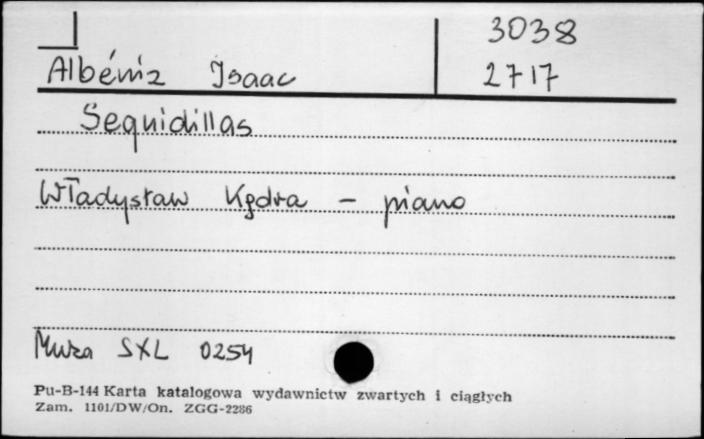 3038
Albéniz Isaac 2717
Seguidillas
Władysław Kędra - piano
Muza SXL 0254
Pu-B-144 Karta katalogowa wydawnictw zwartych i ciągłych
Zam. 1101/DW/On. ZGG-2286